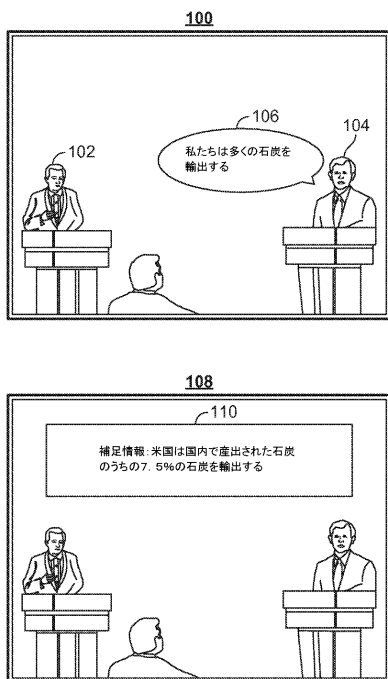 100
102
106
104
私たちは多くの石炭を
輸出する
108
110
補足情報:米国は国内で産出された石炭
のうちの7.5%の石炭を輸出する